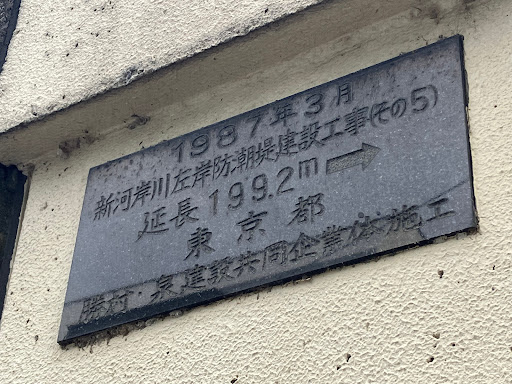 1987年3月
新河岸川左岸防潮堤建設工事(その5)
延長199.2m→
東京都
勝村・泉建設共同企業体施工